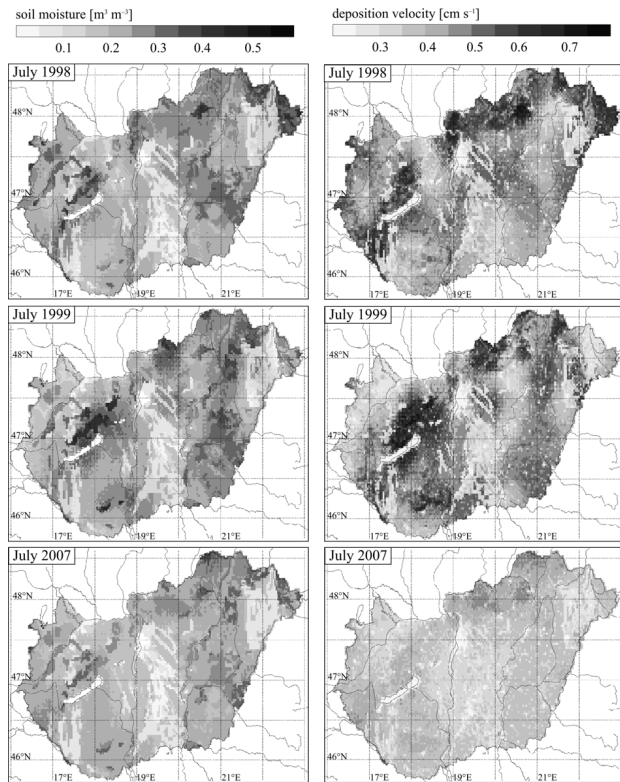 soil moisture [m³ m⁻³]
deposition velocity [cm s⁻¹]
0.1 0.2 0.3 0.4 0.5
0.3 0.4 0.5 0.6 0.7
July 1998
July 1998
48°N
47°N
46°N
17°E 19°E 21°E
48°N
47°N
46°N
17°E 19°E 21°E
July 1999
July 1999
48°N
47°N
46°N
17°E 19°E 21°E
48°N
47°N
46°N
17°E 19°E 21°E
July 2007
July 2007
48°N
47°N
46°N
17°E 19°E 21°E
48°N
47°N
46°N
17°E 19°E 21°E